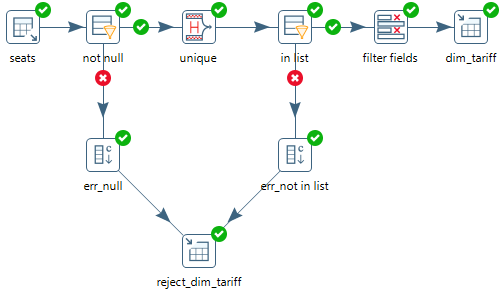 seats
not null
unique
in list
filter fields
dim_tariff
err_null
err_not in list
reject_dim_tariff